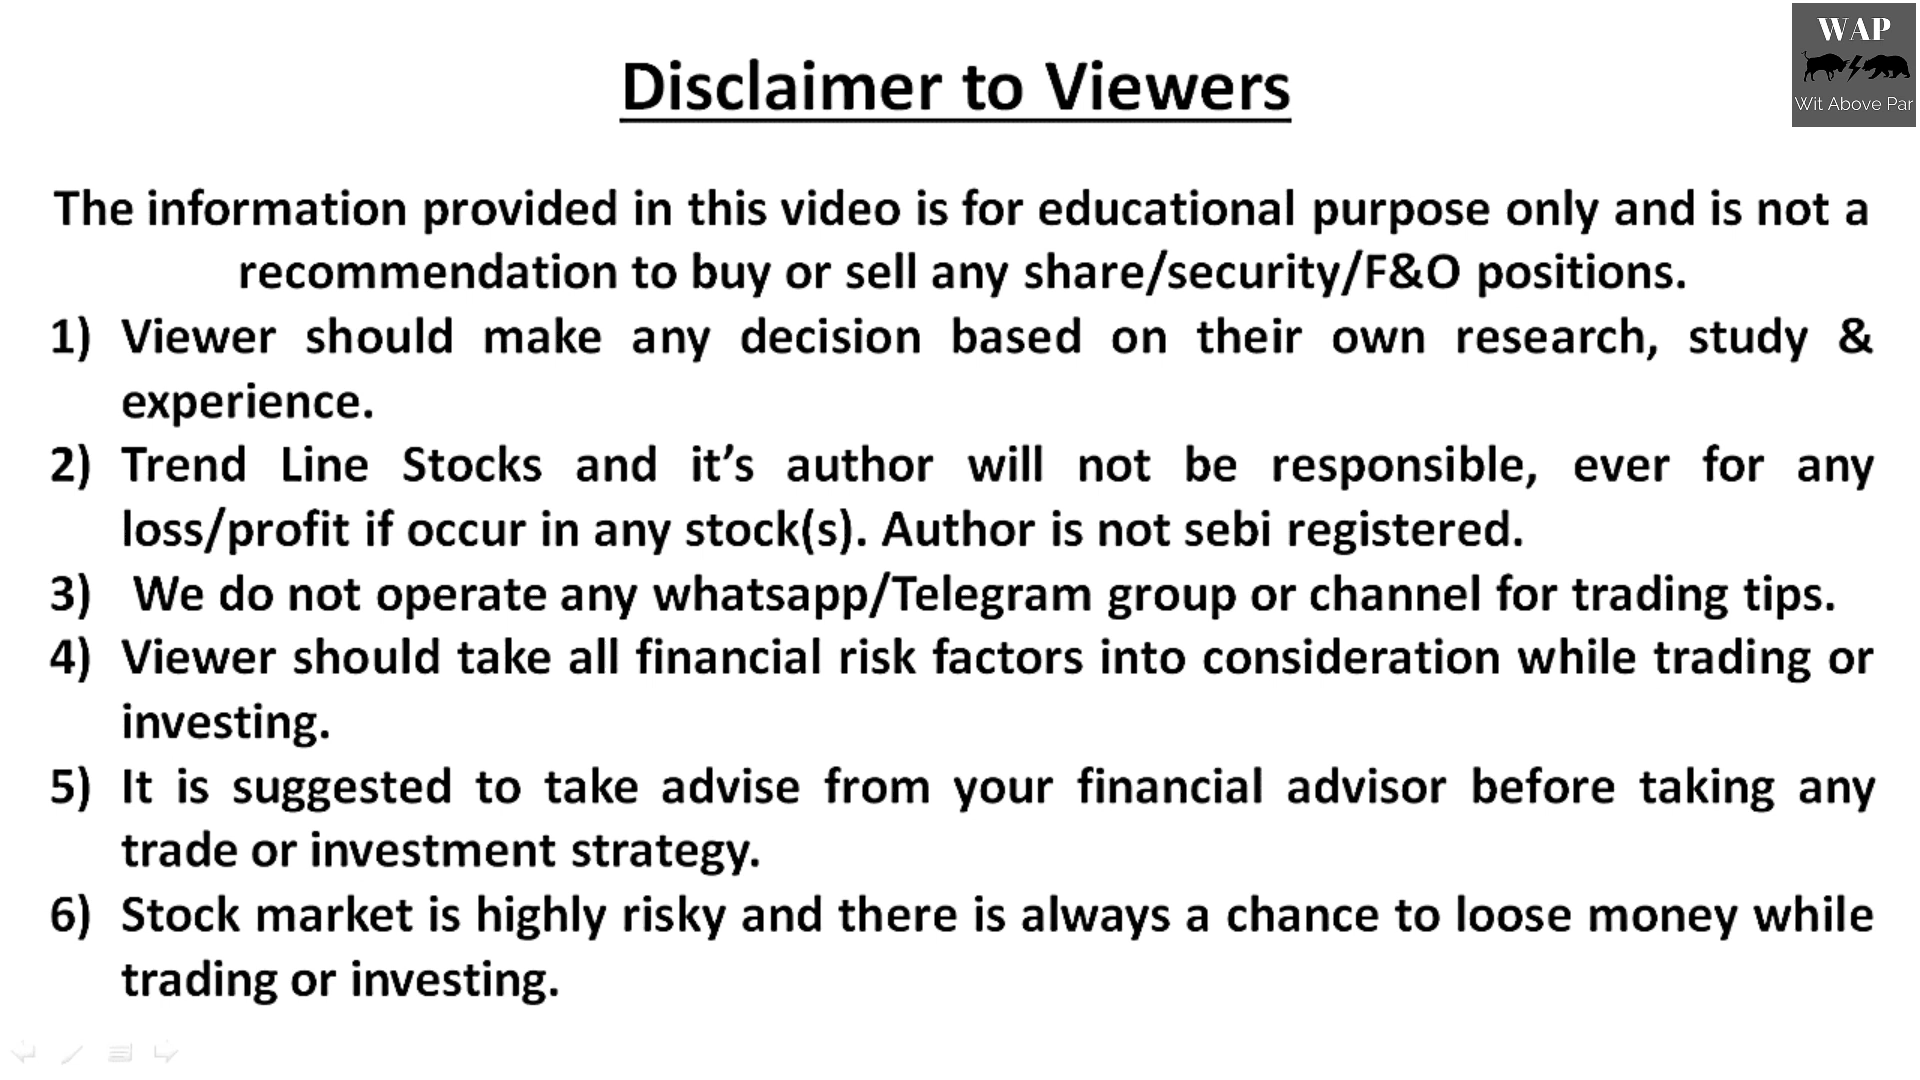 WAP
Wit Above Par
Disclaimer to Viewers
The information provided in this video is for educational purpose only and is not a
recommendation to buy or sell any share/security/F&O positions.
1) Viewer should make any decision based on their own research, study &
experience.
2) Trend Line Stocks and it’s author will not be responsible, ever for any
loss/profit if occur in any stock(s). Author is not sebi registered.
3) We do not operate any whatsapp/Telegram group or channel for trading tips.
4) Viewer should take all financial risk factors into consideration while trading or
investing.
5) It is suggested to take advise from your financial advisor before taking any
trade or investment strategy.
6) Stock market is highly risky and there is always a chance to loose money while
trading or investing.